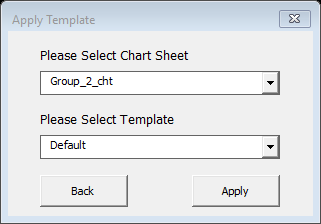 Apply Template
Please Select Chart Sheet
Group_2_cht
Please Select Template
Default
Back
Apply